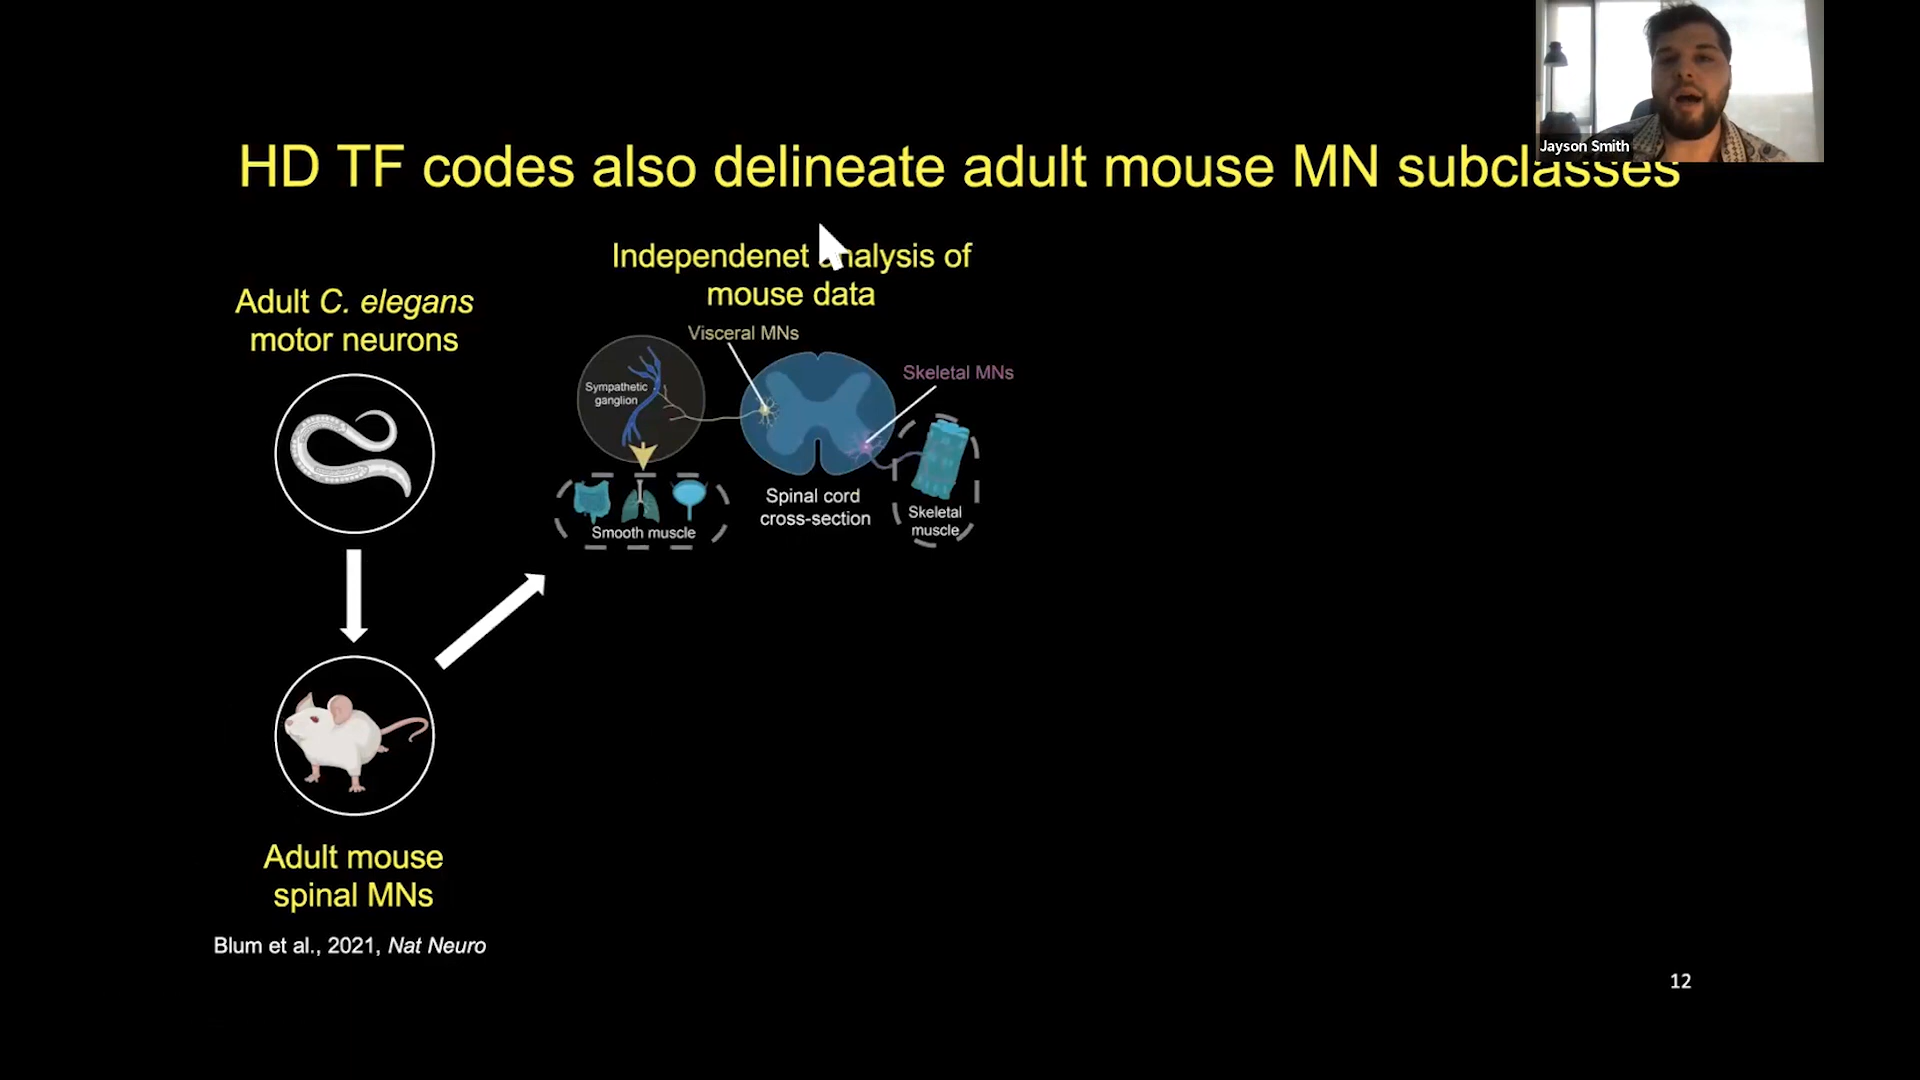 Jayson Smith
HD TF codes also delineate adult mouse MN subclasses
Independenet analysis of
mouse data
Adult C. elegans
motor neurons
Visceral MNs
Skeletal MNs
Sympathetic
ganglion
Spinal cord
cross-section
Smooth muscle
Skeletal
muscle
Adult mouse
spinal MNs
Blum et al., 2021, Nat Neuro
12